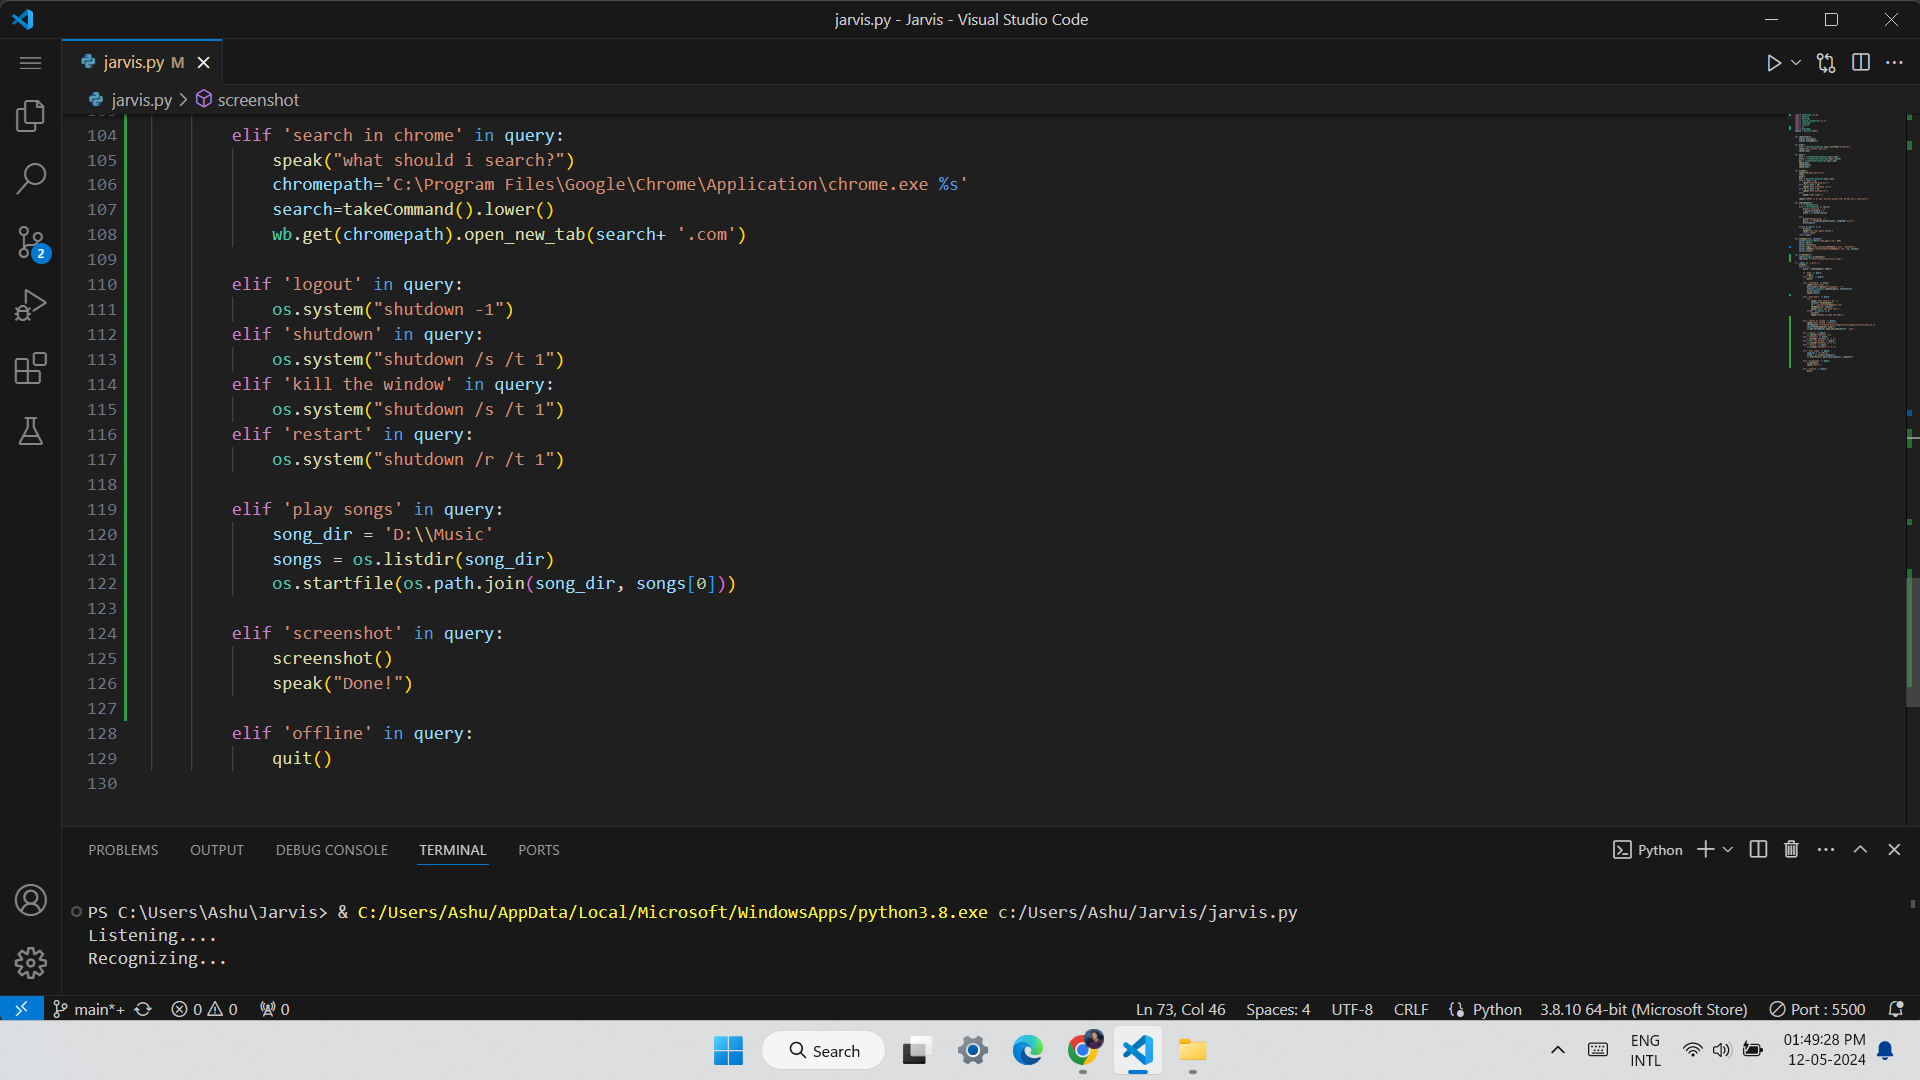 jarvis.py - Jarvis - Visual Studio Code
jarvis.py M
jarvis.py > screenshot
104 elif 'search in chrome' in query:
105 speak("what should i search?")
106 chromepath='C:\Program Files\Google\Chrome\Application\chrome.exe %s'
107 search=takeCommand().lower()
108 wb.get(chromepath).open_new_tab(search+ '.com')
109
110 elif 'logout' in query:
111 os.system("shutdown -1")
112 elif 'shutdown' in query:
113 os.system("shutdown /s /t 1")
114 elif 'kill the window' in query:
115 os.system("shutdown /s /t 1")
116 elif 'restart' in query:
117 os.system("shutdown /r /t 1")
118
119 elif 'play songs' in query:
120 song_dir = 'D:\\Music'
121 songs = os.listdir(song_dir)
122 os.startfile(os.path.join(song_dir, songs[0]))
123
124 elif 'screenshot' in query:
125 screenshot()
126 speak("Done!")
127
128 elif 'offline' in query:
129 quit()
130
2
PROBLEMS OUTPUT DEBUG CONSOLE TERMINAL PORTS Python
PS C:\Users\Ashu\Jarvis> & C:/Users/Ashu/AppData/Local/Microsoft/WindowsApps/python3.8.exe c:/Users/Ashu/Jarvis/jarvis.py
Listening....
Recognizing...
main*+ 0 0 0 Ln 73, Col 46 Spaces: 4 UTF-8 CRLF Python 3.8.10 64-bit (Microsoft Store) Port : 5500
Search
ENG
INTL
01:49:28 PM
12-05-2024